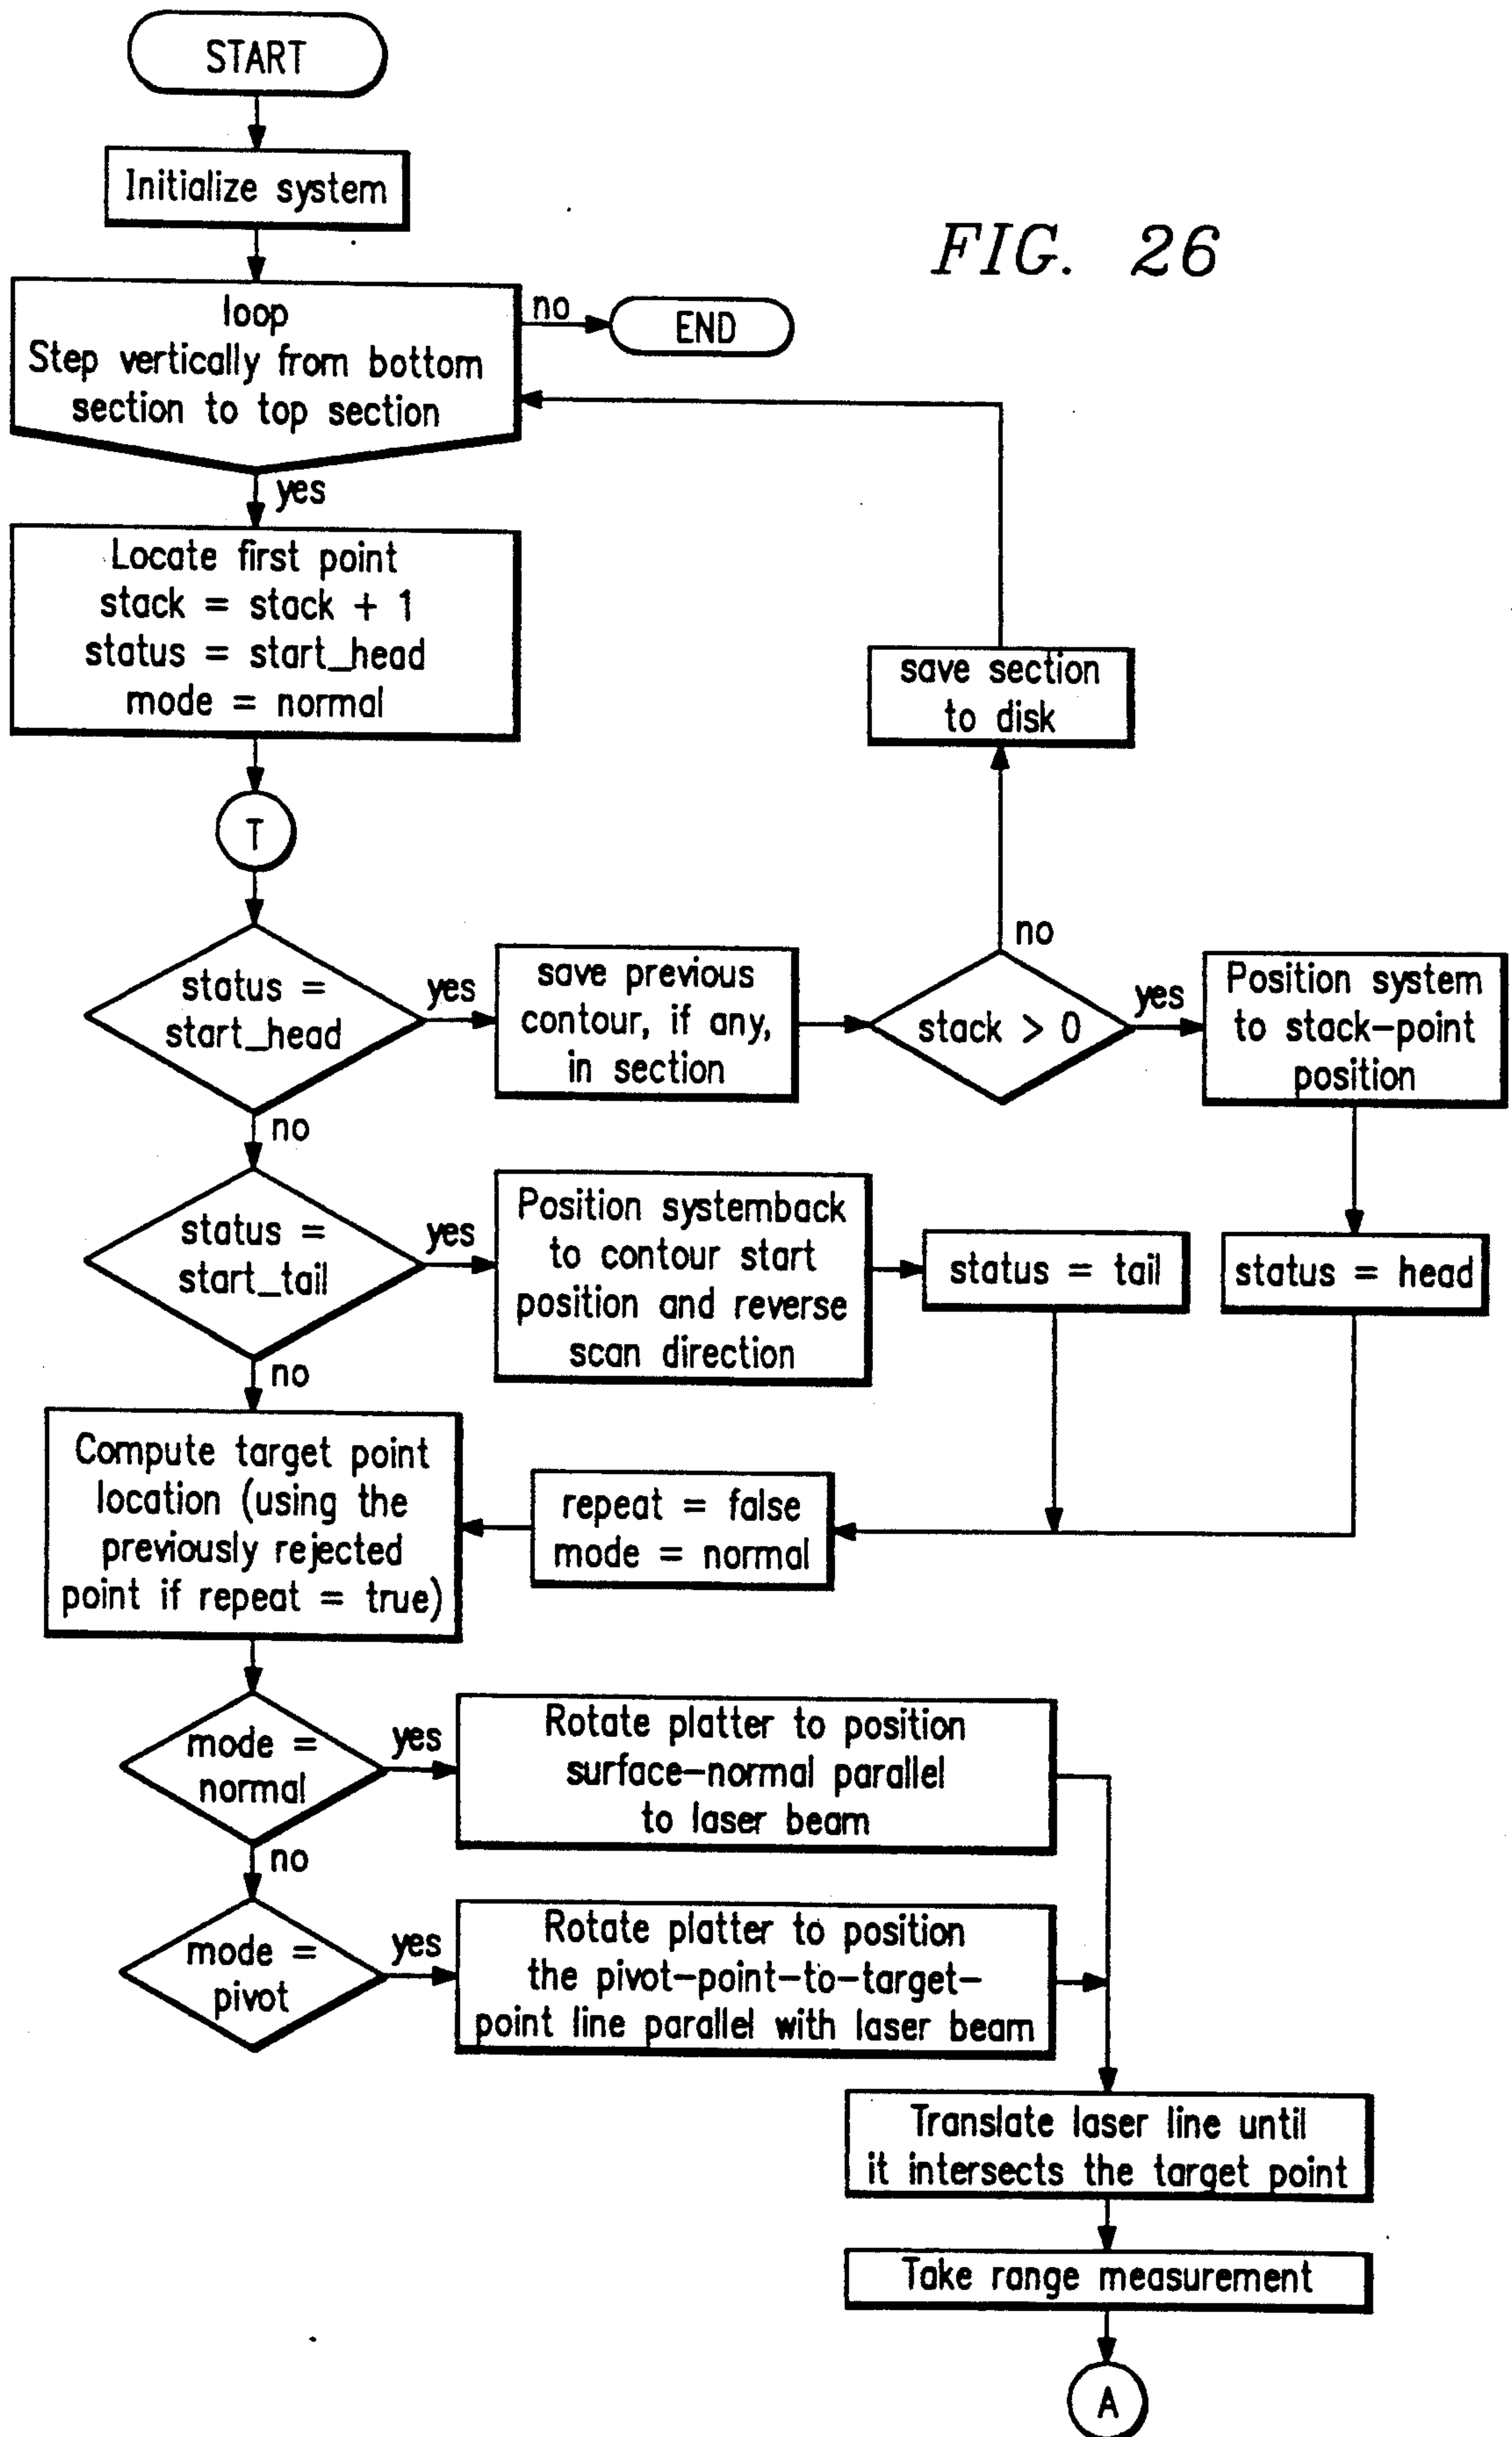 START
Initialize system
FIG. 26
loop
Step vertically from bottom
section to top section
no
END
yes
Locate first point
stack = stack + 1
status = start_head
mode = normal
save section
to disk
T
no
status =
start_head
yes
save previous
contour, if any,
in section
stack > 0
yes
Position system
to stack-point
position
no
status =
start_tail
yes
Position systemback
to contour start
position and reverse
scan direction
status = tail
status = head
no
Compute target point
location (using the
previously rejected
point if repeat = true)
repeat = false
mode = normal
mode =
normal
yes
Rotate platter to position
surface-normal parallel
to laser beam
no
mode =
pivot
yes
Rotate platter to position
the pivot-point-to-target-
point line parallel with laser beam
Translate laser line until
it intersects the target point
Take range measurement
A